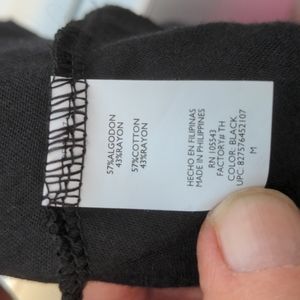 57%ALGODON
43%RAYON
57%COTTON
43%RAYON
HECHO EN FILIPINAS
MADE IN PHILIPPINES
RN 105543
FACTORY# TH
COLOR: BLACK
UPC: 827576452107
M